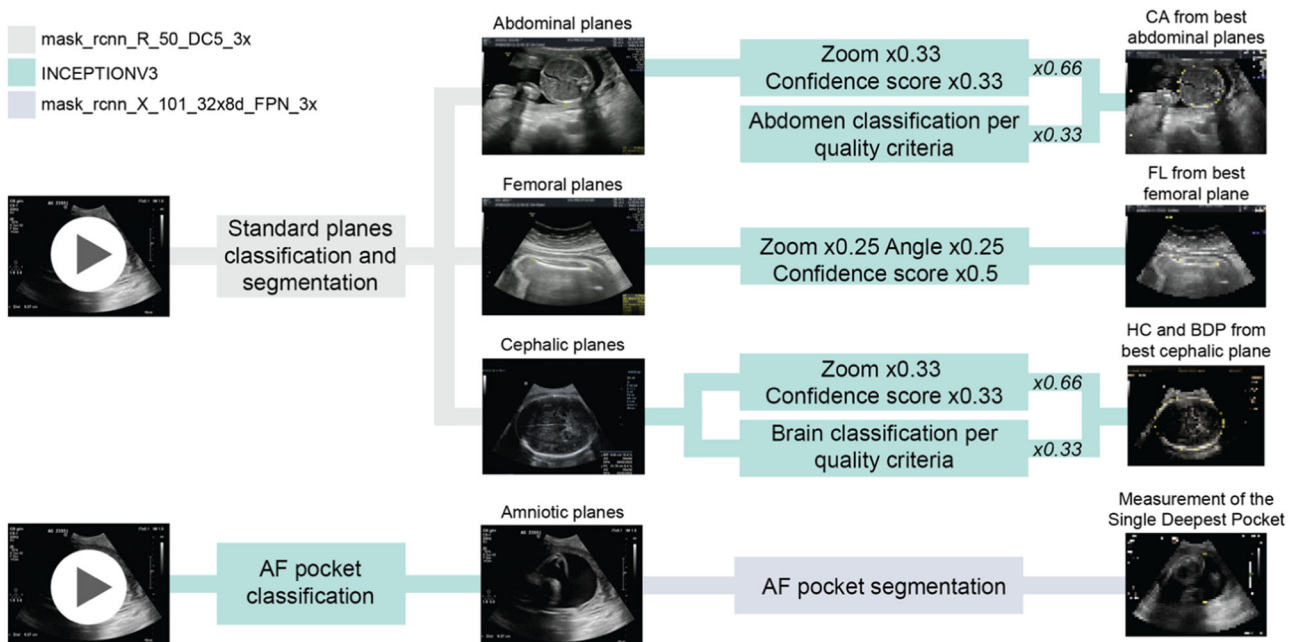 mask_rcnn_R_50_DC5_3x
INCEPTIONV3
mask_rcnn_X_101_32x8d_FPN_3x
Abdominal planes
Zoom x0.33
Confidence score x0.33
x0.66
Abdomen classification per
quality criteria
x0.33
CA from best
abdominal planes
Standard planes
classification and
segmentation
Femoral planes
Zoom x0.25 Angle x0.25
Confidence score x0.5
FL from best
femoral plane
Cephalic planes
Zoom x0.33
Confidence score x0.33
x0.66
Brain classification per
quality criteria
x0.33
HC and BDP from
best cephalic plane
AF pocket
classification
Amniotic planes
AF pocket segmentation
Measurement of the
Single Deepest Pocket